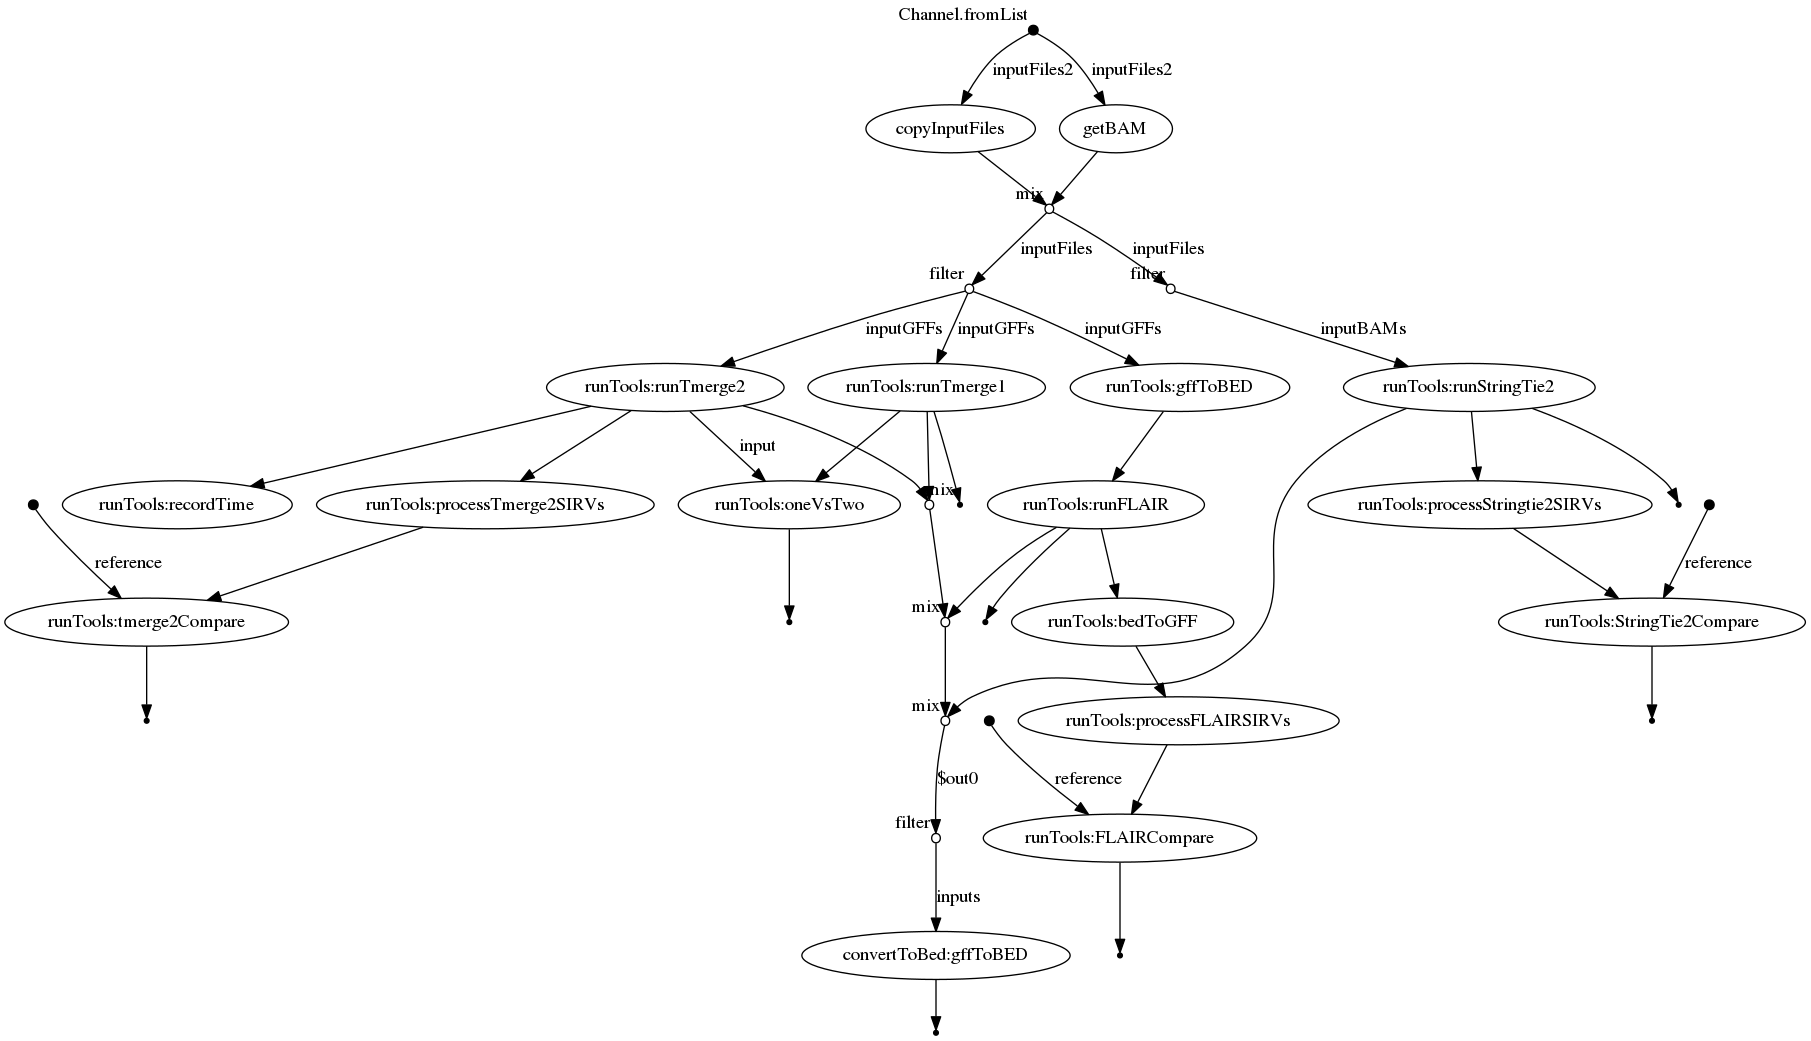 Channel.fromList
inputFiles2
inputFiles2
copyInputFiles
getBAM
mix
inputFiles
inputFiles
filter
filter
inputGFFs
inputGFFs
inputGFFs
inputBAMs
runTools:runTmerge2
runTools:runTmerge1
runTools:gffToBED
runTools:runStringTie2
input
mix
runTools:recordTime
runTools:processTmerge2SIRVs
runTools:oneVsTwo
runTools:runFLAIR
runTools:processStringtie2SIRVs
reference
reference
mix
runTools:tmerge2Compare
runTools:bedToGFF
runTools:StringTie2Compare
mix
runTools:processFLAIRSIRVs
$out0
reference
filter
runTools:FLAIRCompare
inputs
convertToBed:gffToBED